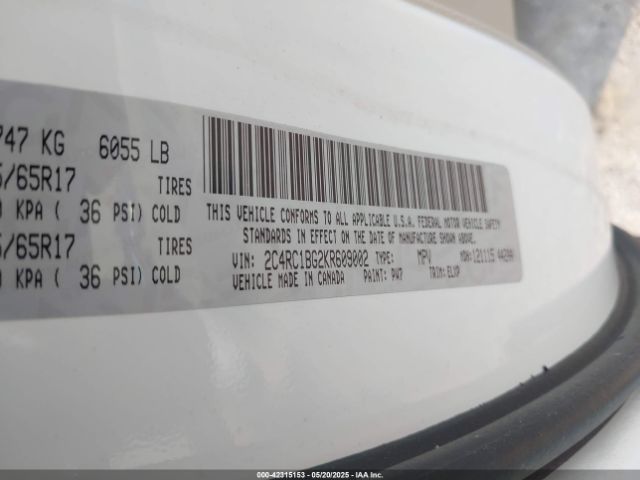 747 KG 6055 LB
/65R17 TIRES
KPA ( 36 PSI) COLD
/65R17 TIRES
KPA ( 36 PSI) COLD
THIS VEHICLE CONFORMS TO ALL APPLICABLE U.S.A. FEDERAL MOTOR VEHICLE SAFETY
STANDARDS IN EFFECT ON THE DATE OF MANUFACTURE SHOWN ABOVE.
VIN: 2C4RC1BG2KR609002 TYPE: MPV MDH:
VEHICLE MADE IN CANADA PAINT: PW7 TRIM:
000-42315153 | 05/20/2025 | IAA Inc.